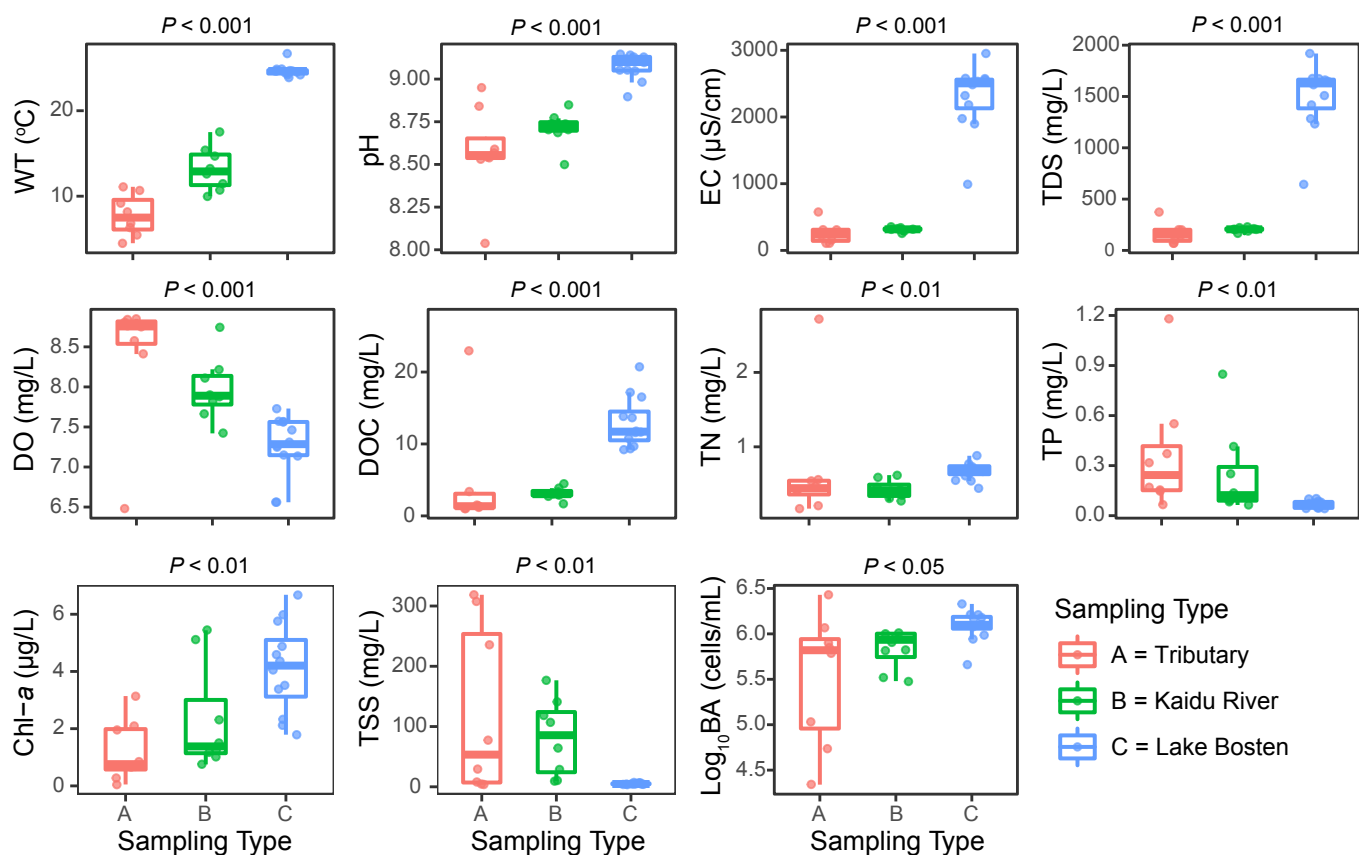 P < 0.001
P < 0.001
P < 0.001
P < 0.001
WT (°C)
20
10
pH
9.00
8.75
8.50
8.25
8.00
EC (µS/cm)
3000
2000
1000
0
TDS (mg/L)
2000
1500
1000
500
0
P < 0.001
P < 0.001
P < 0.01
P < 0.01
DO (mg/L)
8.5
8.0
7.5
7.0
6.5
DOC (mg/L)
20
10
0
TN (mg/L)
2
1
TP (mg/L)
1.2
0.9
0.6
0.3
0.0
P < 0.01
P < 0.01
P < 0.05
Chl−a (µg/L)
6
4
2
0
A B C
Sampling Type
TSS (mg/L)
300
200
100
0
A B C
Sampling Type
Log₁₀BA (cells/mL)
6.5
6.0
5.5
5.0
4.5
A B C
Sampling Type
Sampling Type
A = Tributary
B = Kaidu River
C = Lake Bosten